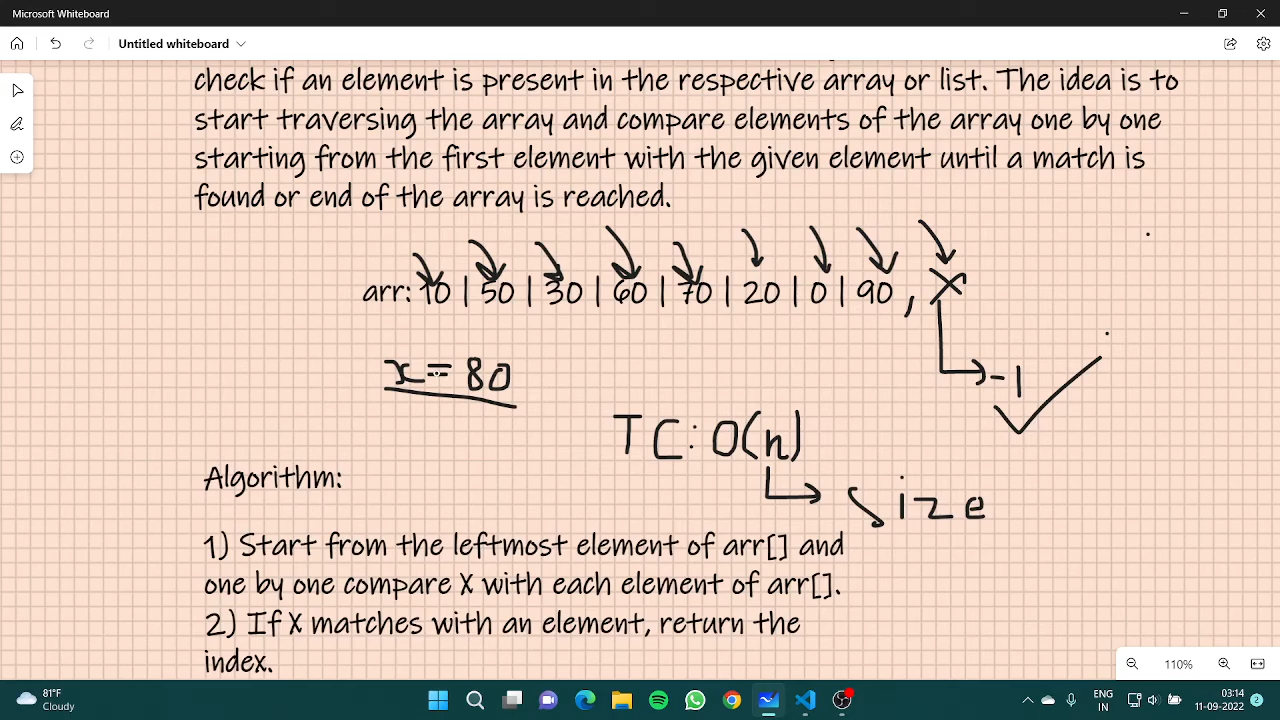 Microsoft Whiteboard
Untitled whiteboard
check if an element is present in the respective array or list. The idea is to
start traversing the array and compare elements of the array one by one
starting from the first element with the given element until a match is
found or end of the array is reached.
arr: 10 | 50 | 30 | 60 | 70 | 20 | 0 | 90 , X
x = 80
-1
TC: O(n)
size
Algorithm:
1) Start from the leftmost element of arr[] and
one by one compare X with each element of arr[].
2) If X matches with an element, return the
index.
110%
81°F
Cloudy
ENG
IN
03:14
11-09-2022
2